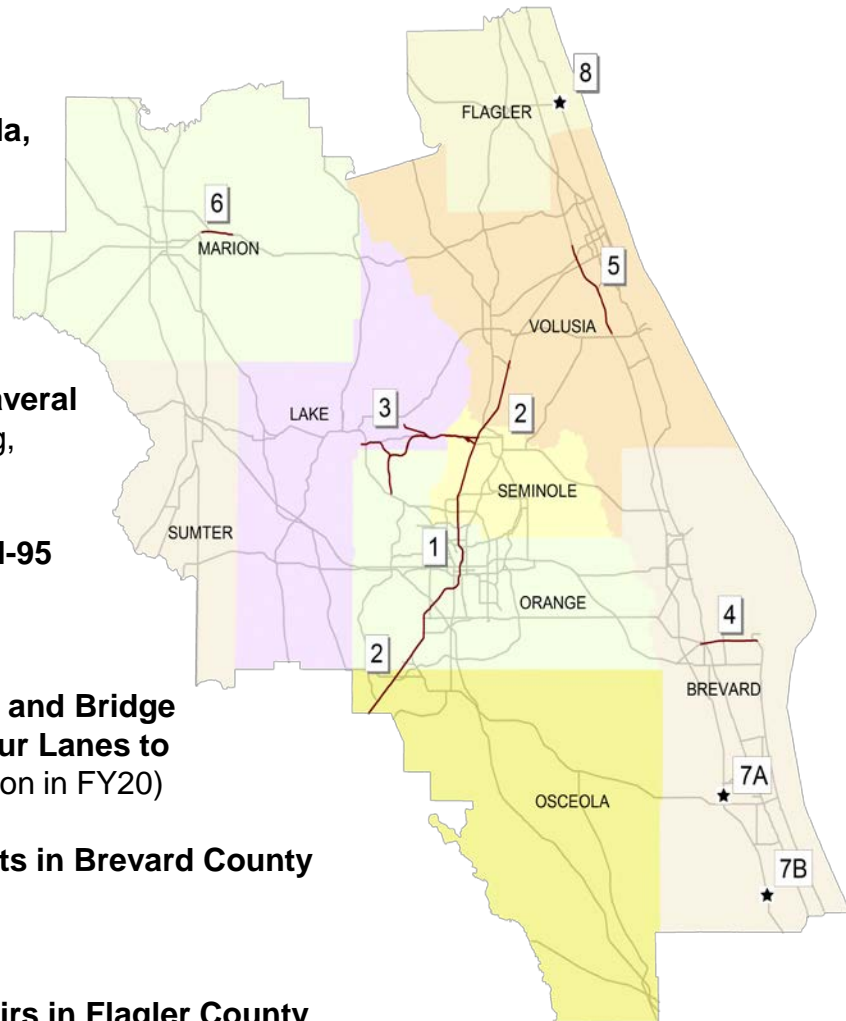 8
FLAGLER
la,
6
MARION
5
VOLUSIA
averal
LAKE
3
2
g,
SEMINOLE
SUMTER
I-95
1
ORANGE
4
2
BREVARD
and Bridge
ur Lanes to
7A
on in FY20)
OSCEOLA
ts in Brevard County
7B
irs in Flagler County